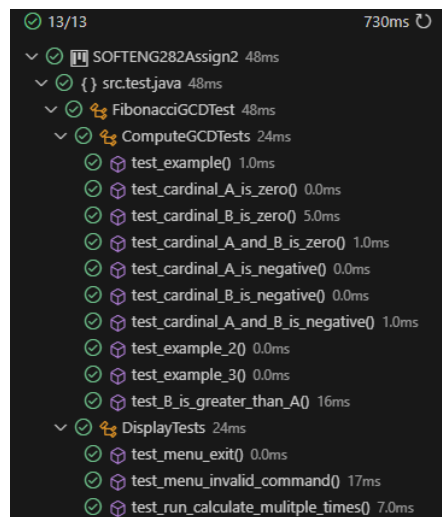 13/13 730ms
SOFTENG282Assign2 48ms
{} src.test.java 48ms
FibonacciGCDTest 48ms
ComputeGCDTests 24ms
test_example() 1.0ms
test_cardinal_A_is_zero() 0.0ms
test_cardinal_B_is_zero() 5.0ms
test_cardinal_A_and_B_is_zero() 1.0ms
test_cardinal_A_is_negative() 0.0ms
test_cardinal_B_is_negative() 0.0ms
test_cardinal_A_and_B_is_negative() 1.0ms
test_example_2() 0.0ms
test_example_3() 0.0ms
test_B_is_greater_than_A() 16ms
DisplayTests 24ms
test_menu_exit() 0.0ms
test_menu_invalid_command() 17ms
test_run_calculate_mulitple_times() 7.0ms